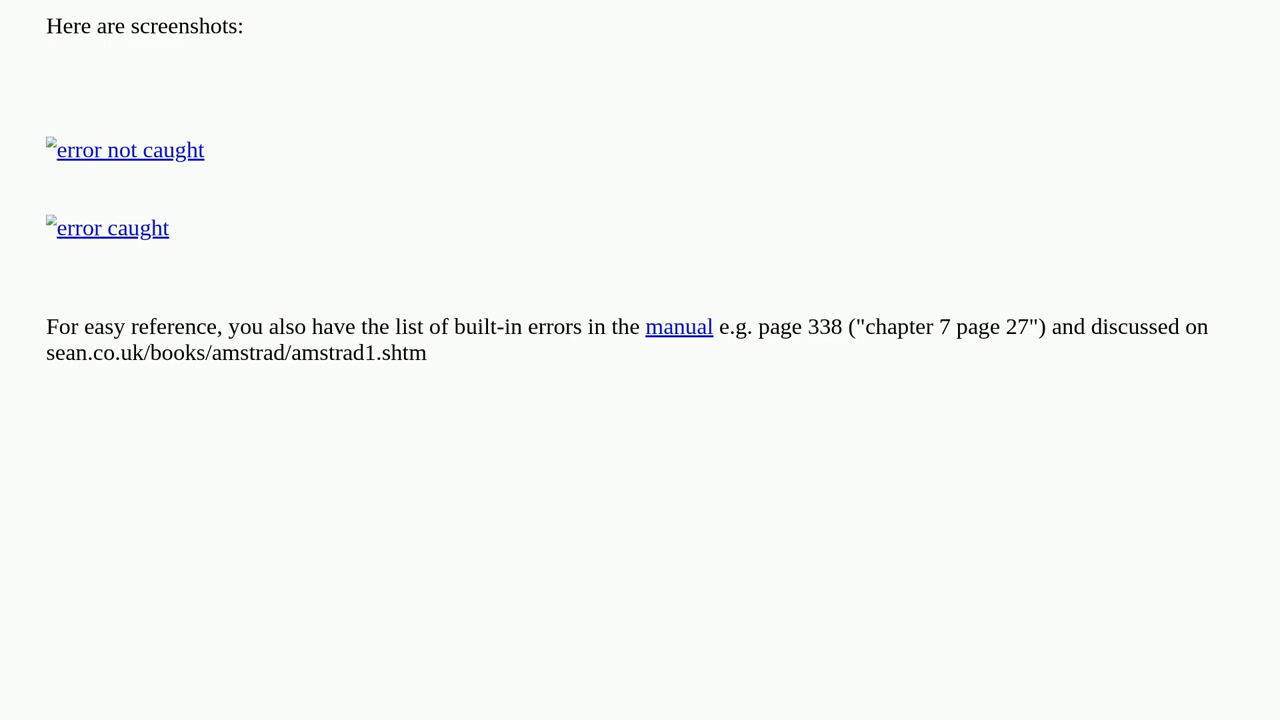 Here are screenshots:
error not caught
error caught
For easy reference, you also have the list of built-in errors in the manual e.g. page 338 ("chapter 7 page 27") and discussed on
sean.co.uk/books/amstrad/amstrad1.shtm